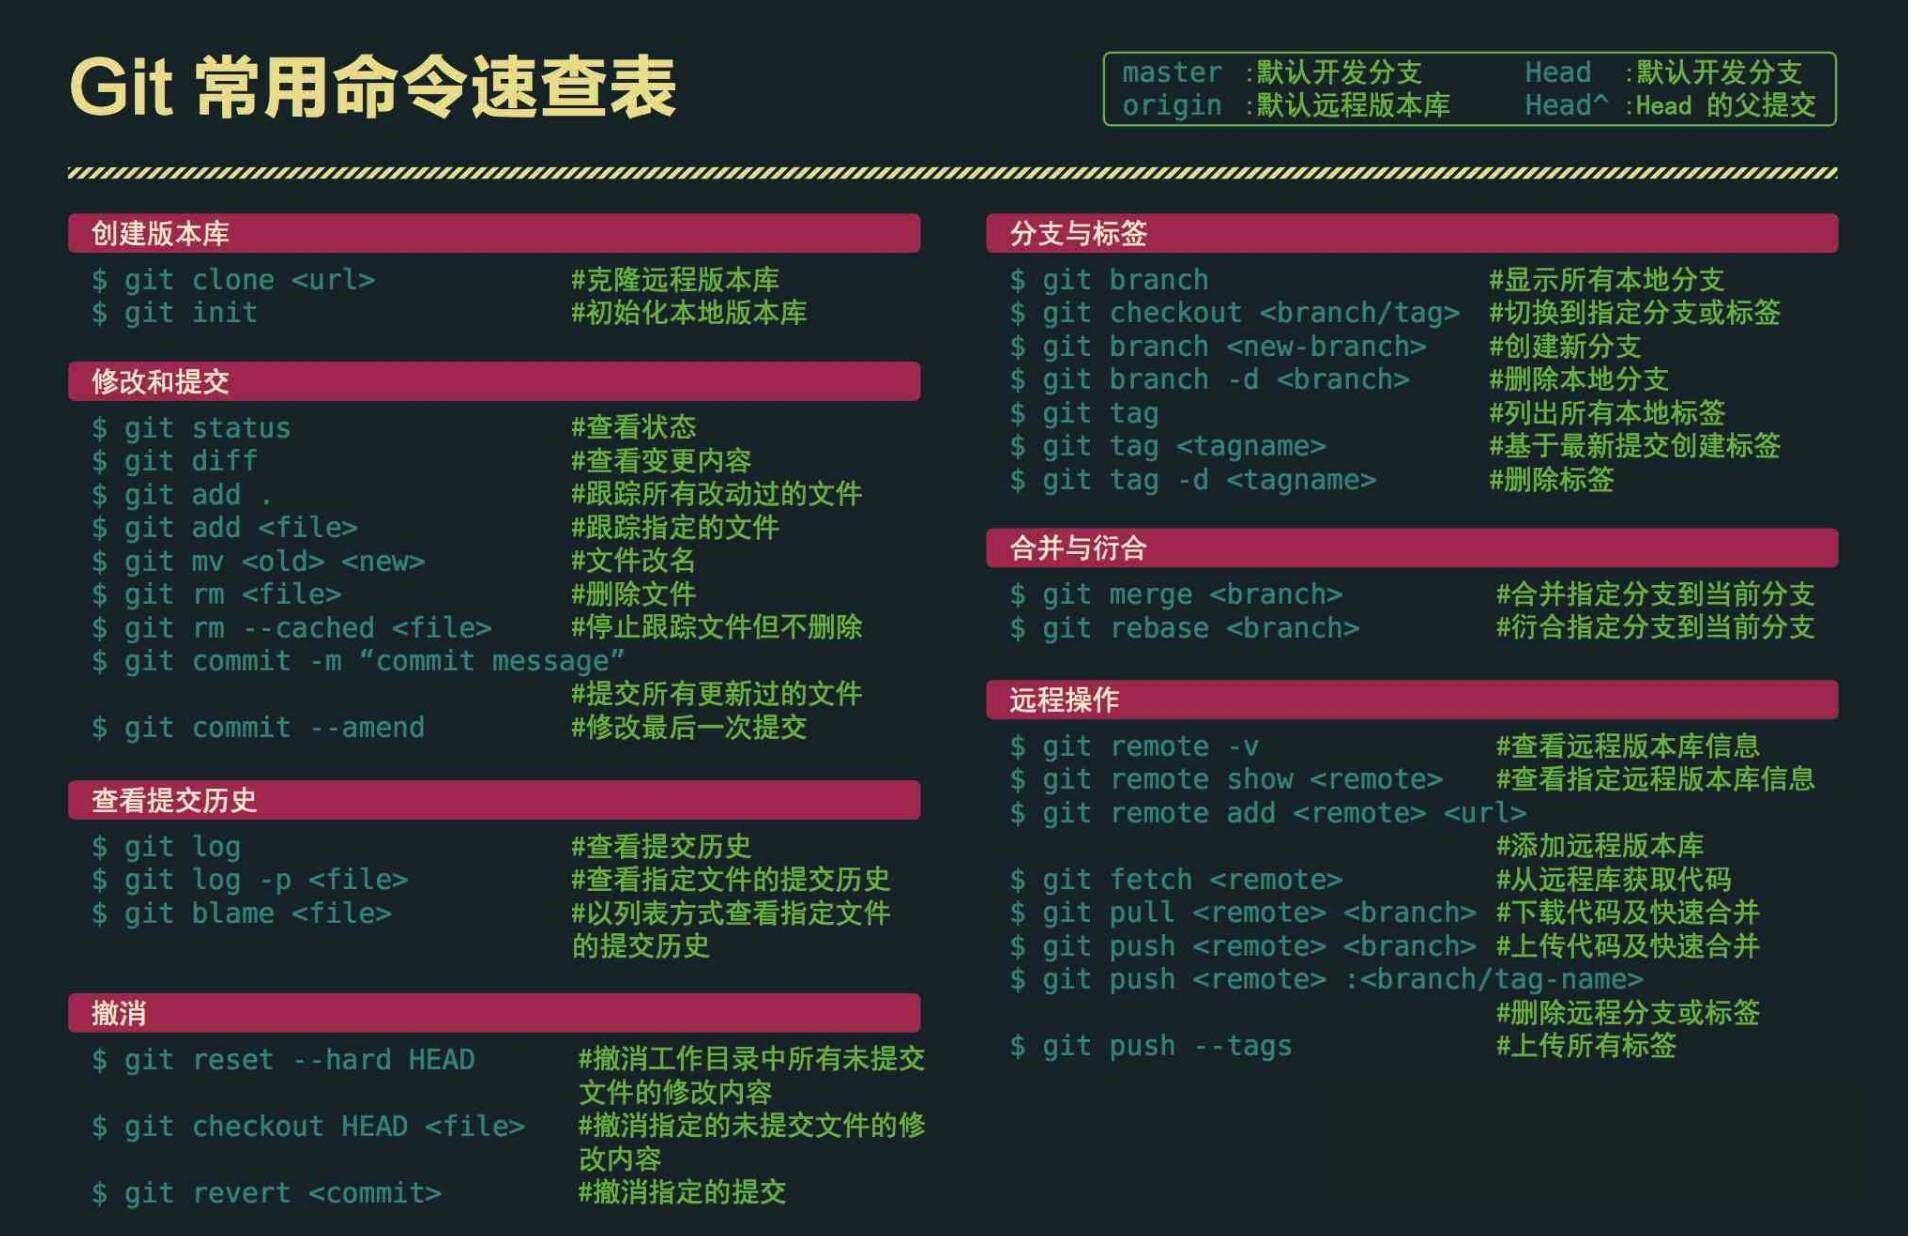 Git 常用命令速查表
master :默认开发分支 Head :默认开发分支
origin :默认远程版本库 Head^ :Head 的父提交
创建版本库
$ git clone <url> #克隆远程版本库
$ git init #初始化本地版本库
修改和提交
$ git status #查看状态
$ git diff #查看变更内容
$ git add . #跟踪所有改动过的文件
$ git add <file> #跟踪指定的文件
$ git mv <old> <new> #文件改名
$ git rm <file> #删除文件
$ git rm --cached <file> #停止跟踪文件但不删除
$ git commit -m “commit message”
#提交所有更新过的文件
$ git commit --amend #修改最后一次提交
查看提交历史
$ git log #查看提交历史
$ git log -p <file> #查看指定文件的提交历史
$ git blame <file> #以列表方式查看指定文件
的提交历史
撤消
$ git reset --hard HEAD #撤消工作目录中所有未提交
文件的修改内容
$ git checkout HEAD <file> #撤消指定的未提交文件的修
改内容
$ git revert <commit> #撤消指定的提交
分支与标签
$ git branch #显示所有本地分支
$ git checkout <branch/tag> #切换到指定分支或标签
$ git branch <new-branch> #创建新分支
$ git branch -d <branch> #删除本地分支
$ git tag #列出所有本地标签
$ git tag <tagname> #基于最新提交创建标签
$ git tag -d <tagname> #删除标签
合并与衍合
$ git merge <branch> #合并指定分支到当前分支
$ git rebase <branch> #衍合指定分支到当前分支
远程操作
$ git remote -v #查看远程版本库信息
$ git remote show <remote> #查看指定远程版本库信息
$ git remote add <remote> <url>
#添加远程版本库
$ git fetch <remote> #从远程库获取代码
$ git pull <remote> <branch> #下载代码及快速合并
$ git push <remote> <branch> #上传代码及快速合并
$ git push <remote> :<branch/tag-name>
#删除远程分支或标签
$ git push --tags #上传所有标签